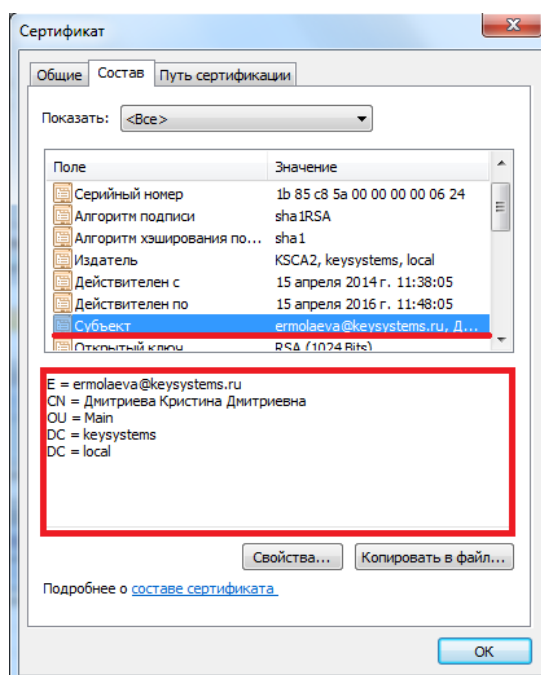 Сертификат
Общие Состав Путь сертификации
Показать: <Все>
Поле Значение
Серийный номер 1b 85 c8 5a 00 00 00 00 06 24
Алгоритм подписи sha1RSA
Алгоритм хэширования по... sha1
Издатель KSCA2, keysystems, local
Действителен с 15 апреля 2014 г. 11:38:05
Действителен по 15 апреля 2016 г. 11:48:05
Субъект ermolaeva@keysystems.ru, Д...
Открытый ключ RSA (1024 Bits)
E = ermolaeva@keysystems.ru
CN = Дмитриева Кристина Дмитриевна
OU = Main
DC = keysystems
DC = local
Свойства... Копировать в файл...
Подробнее о составе сертификата
ОК